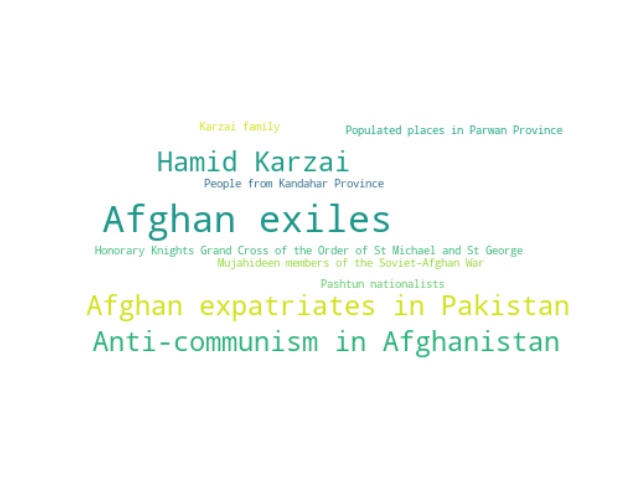 Karzai family
Populated places in Parwan Province
Hamid Karzai
People from Kandahar Province
Afghan exiles
Honorary Knights Grand Cross of the Order of St Michael and St George
Mujahideen members of the Soviet–Afghan War
Pashtun nationalists
Afghan expatriates in Pakistan
Anti-communism in Afghanistan